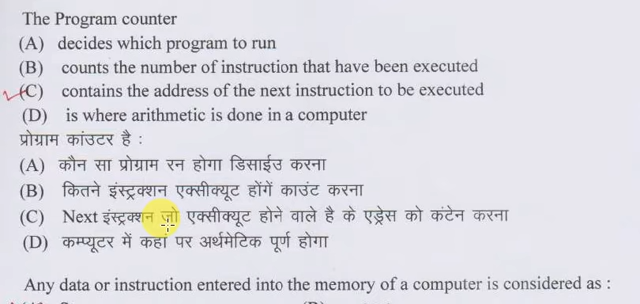 The Program counter
(A) decides which program to run
(B) counts the number of instruction that have been executed
(C) contains the address of the next instruction to be executed
(D) is where arithmetic is done in a computer
प्रोग्राम कांउटर है :
(A) कौन सा प्रोग्राम रन होगा डिसाईउ करना
(B) कितने इंस्ट्रक्शन एक्सीक्यूट होंगें काउंट करना
(C) Next इंस्ट्रक्शन जो एक्सीक्यूट होने वाले है के एड्रेस को कंटेन करना
(D) कम्प्यूटर में कहां पर अर्थमेटिक पूर्ण होगा
Any data or instruction entered into the memory of a computer is considered as :